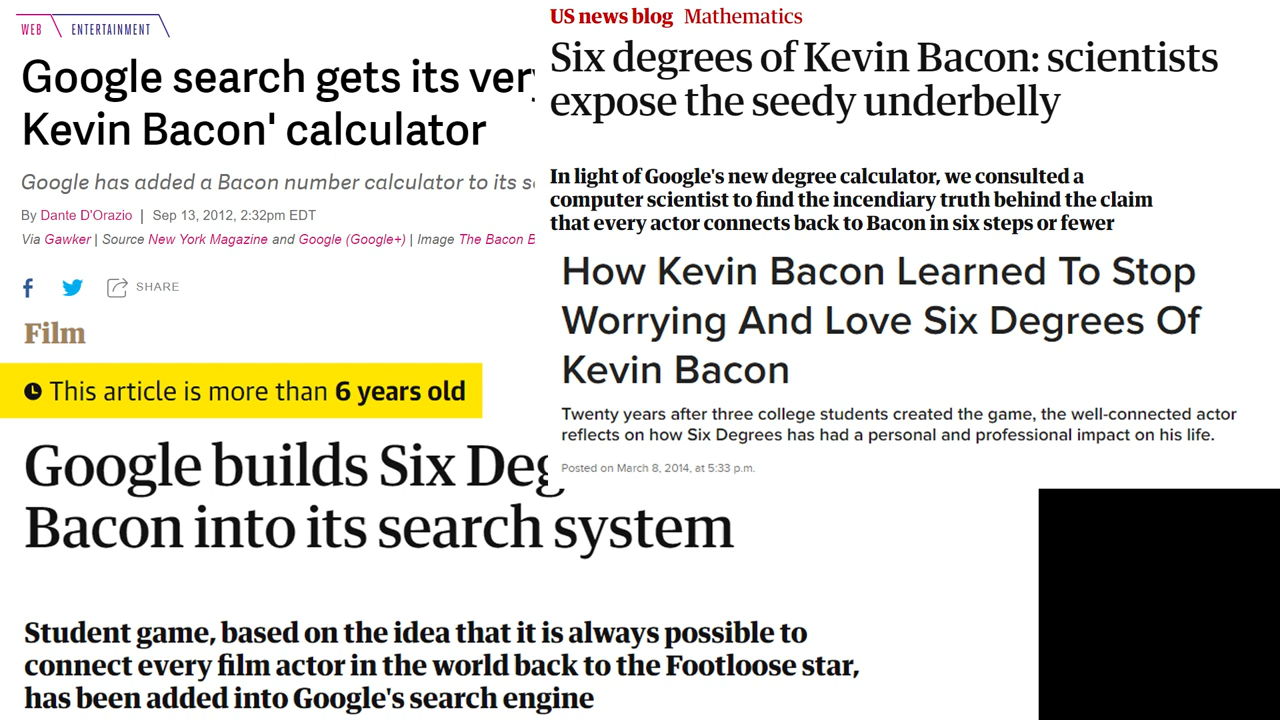 WEB ENTERTAINMENT
Google search gets its very
Kevin Bacon' calculator
Google has added a Bacon number calculator to its
By Dante D'Orazio | Sep 13, 2012, 2:32pm EDT
Via Gawker | Source New York Magazine and Google (Google+) | Image The Bacon
SHARE
US news blog Mathematics
Six degrees of Kevin Bacon: scientists
expose the seedy underbelly
In light of Google's new degree calculator, we consulted a
computer scientist to find the incendiary truth behind the claim
that every actor connects back to Bacon in six steps or fewer
How Kevin Bacon Learned To Stop
Worrying And Love Six Degrees Of
Kevin Bacon
Twenty years after three college students created the game, the well-connected actor
reflects on how Six Degrees has had a personal and professional impact on his life.
Posted on March 8, 2014, at 5:33 p.m.
Film
This article is more than 6 years old
Google builds Six Deg
Bacon into its search system
Student game, based on the idea that it is always possible to
connect every film actor in the world back to the Footloose star,
has been added into Google's search engine